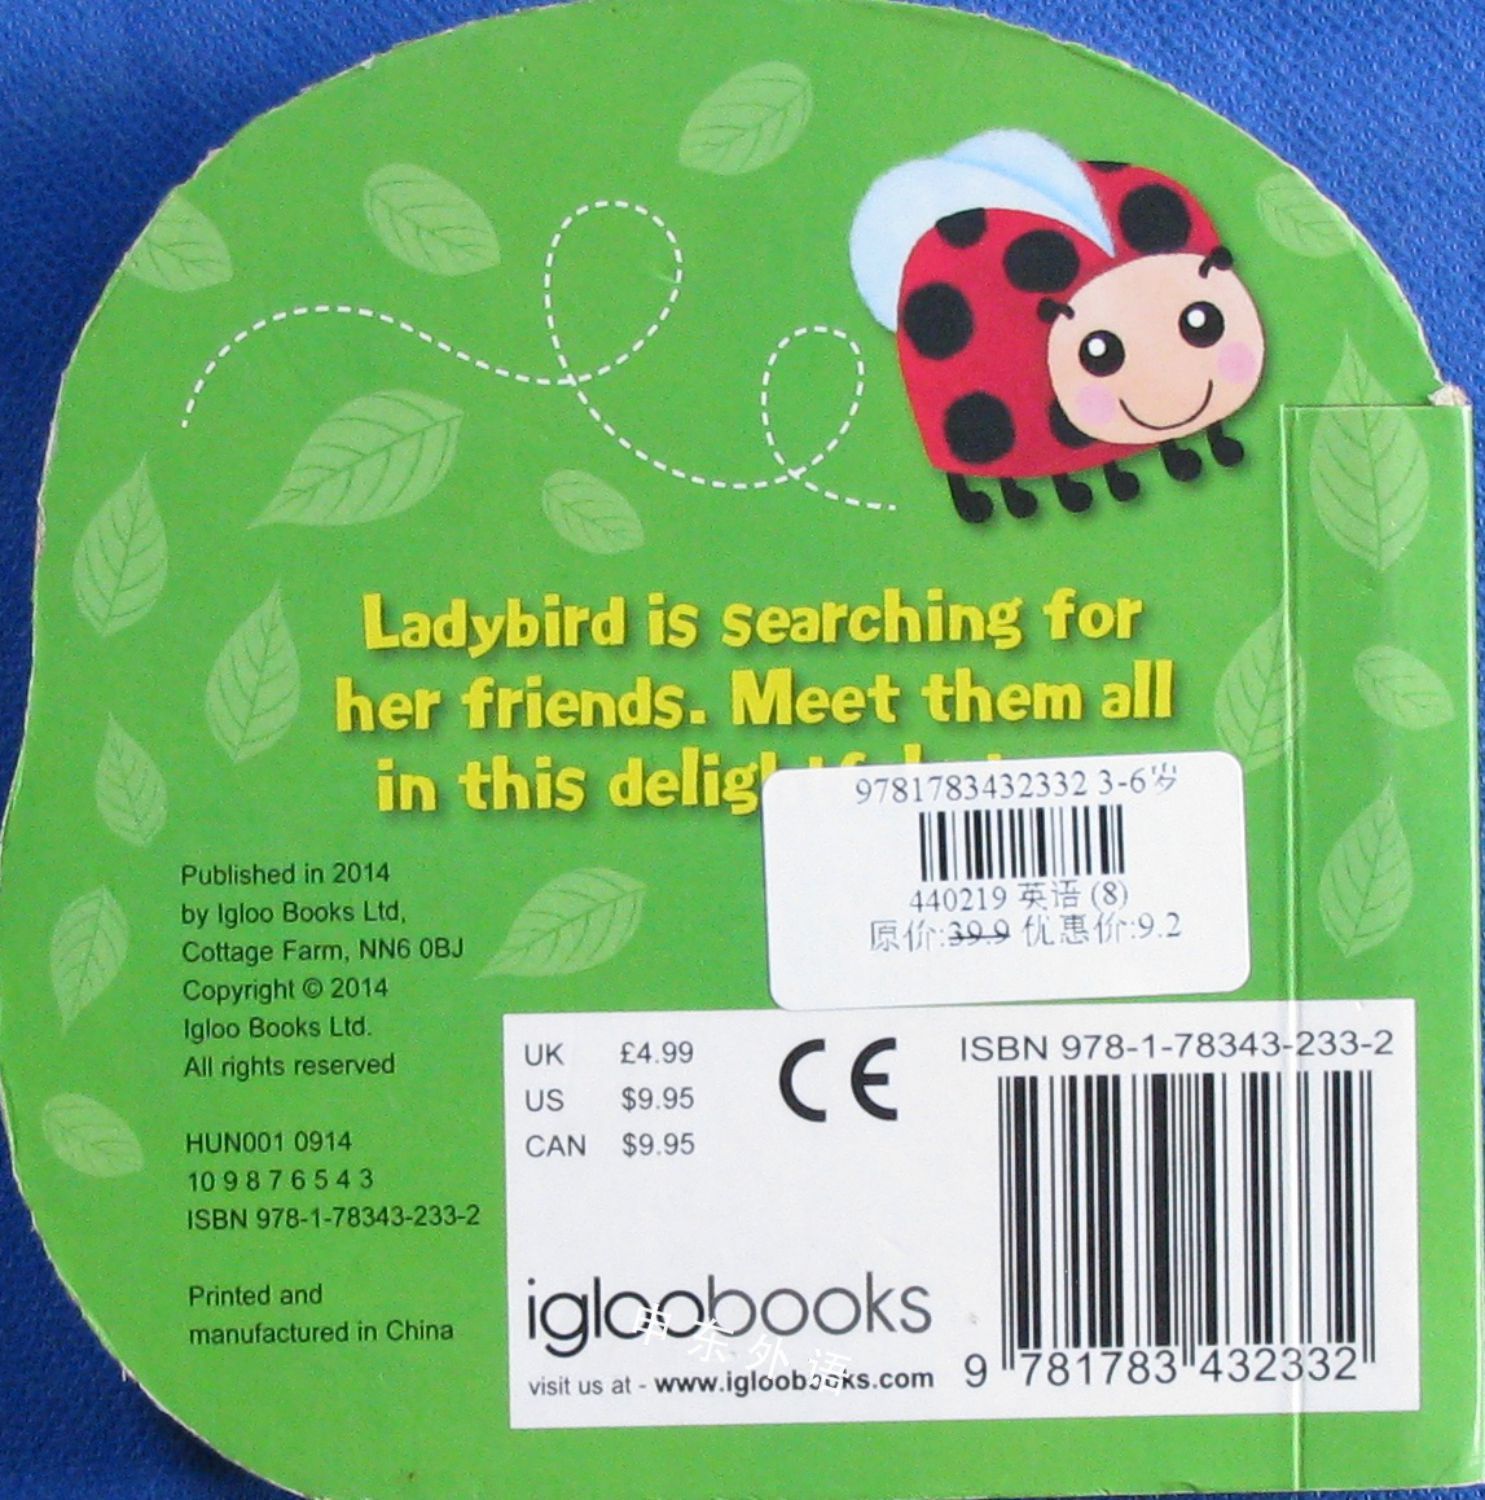 Ladybird is searching for
her friends. Meet them all
in this
9781783432332 3-6岁
440219 英语 (8)
原价:39.9 优惠价:9.2
Published in 2014
by Igloo Books Ltd,
Cottage Farm, NN6 0BJ
Copyright © 2014
Igloo Books Ltd.
All rights reserved
HUN001 0914
10 9 8 7 6 5 4 3
ISBN 978-1-78343-233-2
Printed and
manufactured in China
UK £4.99
US $9.95
CAN $9.95
CE
ISBN 978-1-78343-233-2
9 781783 432332
igloobooks
申东外语
visit us at - www.igloobooks.com